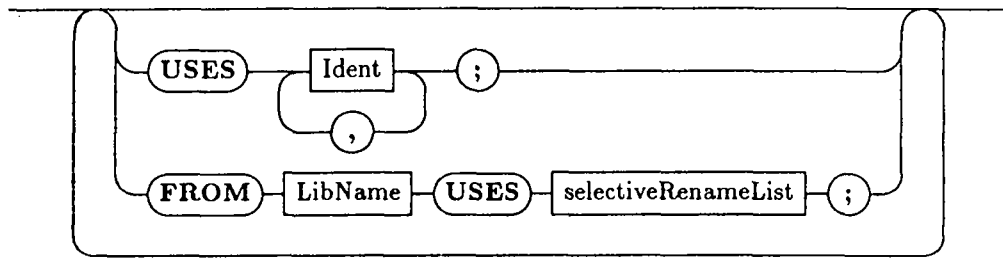 USES Ident ;
,
FROM LibName USES selectiveRenameList ;